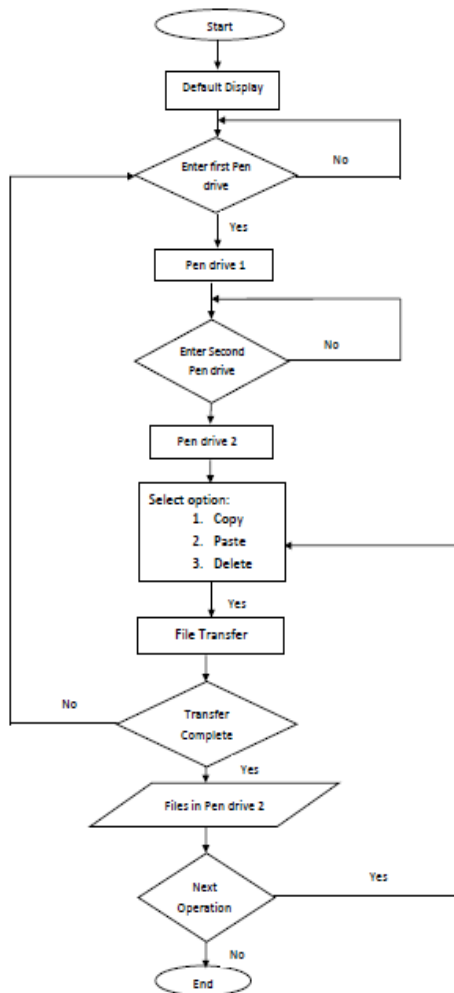 Start
Default Display
Enter first Pen
drive
No
Yes
Pen drive 1
Enter Second
Pen drive
No
Pen drive 2
Select option:
1. Copy
2. Paste
3. Delete
Yes
File Transfer
No
Transfer
Complete
Yes
Files in Pen drive 2
Next
Operation
Yes
No
End